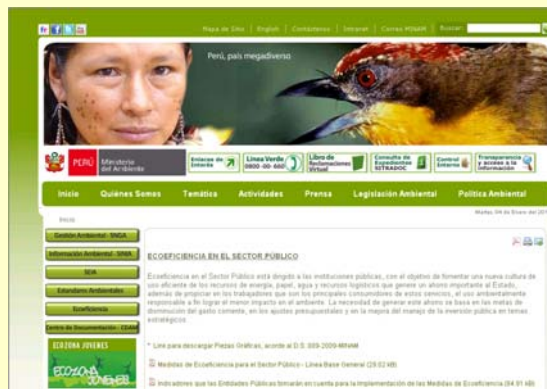 Mapa de Sitio | English | Contáctenos | Intranet | Correo MINAM | Buscar:
Perú, país megadiverso
PERÚ Ministerio del Ambiente
Enlaces de Interés
Línea Verde 0800-00-660
Libro de Reclamaciones Virtual
Consulta de Expedientes SITRADOC
Control Interno
Transparencia y acceso a la información
Inicio Quiénes Somos Temática Actividades Prensa Legislación Ambiental Política Ambiental
Martes, 04 de Enero del 201
Inicio
Gestión Ambiental - SNGA
Información Ambiental - SINIA
SEIA
Estandares Ambientales
Ecoeficiencia
Centro de Documentación - CDAM
ECOZONA JOVENES
ECOZONA JOVENES
ECOEFICIENCIA EN EL SECTOR PÚBLICO
Ecoeficiencia en el Sector Público está dirigido a las instituciones públicas, con el objetivo de fomentar una nueva cultura de
uso eficiente de los recursos de energía, papel, agua y recursos logísticos que genere un ahorro importante al Estado,
además de propiciar en los trabajadores que son los principales consumidores de estos servicios, el uso ambientalmente
responsable a fin lograr el menor impacto en el ambiente. La necesidad de generar este ahorro se basa en las metas de
disminución del gasto corriente, en los ajustes presupuestales y en la mejora del manejo de la inversión pública en temas
estratégicos.
* Link para descargar Piezas Gráficas, acorde al D.S. 009-2009-MINAM
Medidas de Ecoeficiencia para el Sector Público - Línea Base General (29.02 kB)
Indicadores que las Entidades Públicas tomarán en cuenta para la Implementación de las Medidas de Ecoeficiencia (94.91 kB)